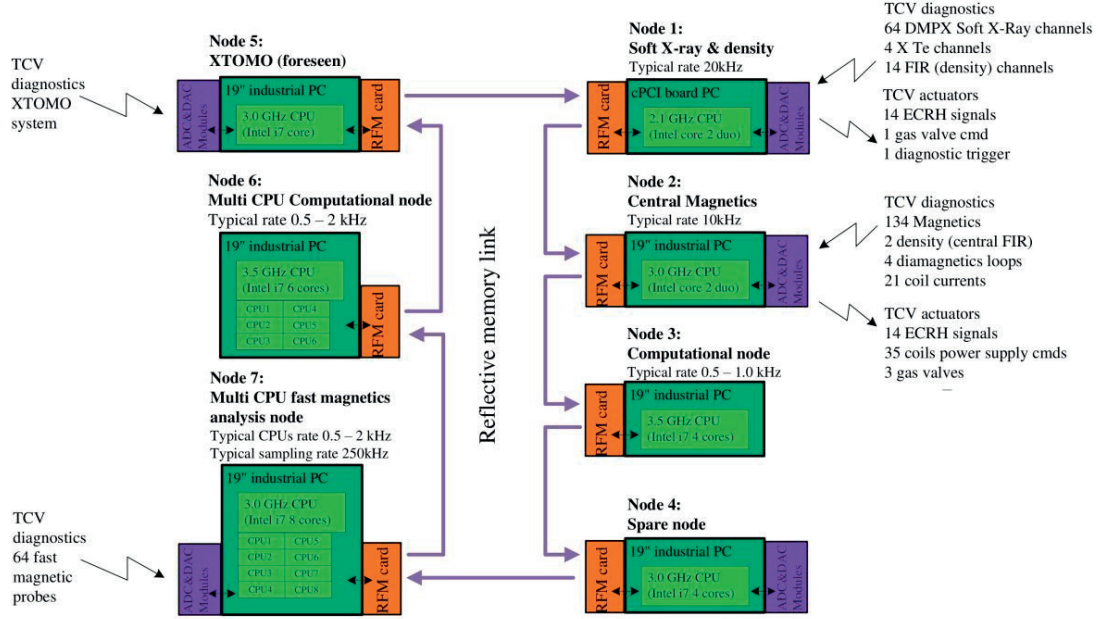 TCV
diagnostics
XTOMO
system
Node 5:
XTOMO (foreseen)
ADC&DAC
Modules
19" industrial PC
3.0 GHz CPU
(Intel i7 core)
RFM card
Node 6:
Multi CPU Computational node
Typical rate 0.5 – 2 kHz
19" industrial PC
3.5 GHz CPU
(Intel i7 6 cores)
CPU1 CPU4
CPU2 CPU5
CPU3 CPU6
RFM card
Node 7:
Multi CPU fast magnetics
analysis node
Typical CPUs rate 0.5 – 2 kHz
Typical sampling rate 250kHz
19" industrial PC
3.0 GHz CPU
(Intel i7 8 cores)
CPU1 CPU5
CPU2 CPU6
CPU3 CPU7
CPU4 CPU8
ADC&DAC
Modules
RFM card
TCV
diagnostics
64 fast
magnetic
probes
Reflective memory link
Node 1:
Soft X-ray & density
Typical rate 20kHz
RFM card
cPCI board PC
2.1 GHz CPU
(Intel core 2 duo)
ADC&DAC
Modules
TCV diagnostics
64 DMPX Soft X-Ray channels
4 X Te channels
14 FIR (density) channels
TCV actuators
14 ECRH signals
1 gas valve cmd
1 diagnostic trigger
Node 2:
Central Magnetics
Typical rate 10kHz
RFM card
19" industrial PC
3.0 GHz CPU
(Intel core 2 duo)
ADC&DAC
Modules
TCV diagnostics
134 Magnetics
2 density (central FIR)
4 diamagnetics loops
21 coil currents
TCV actuators
14 ECRH signals
35 coils power supply cmds
3 gas valves
Node 3:
Computational node
Typical rate 0.5 – 1.0 kHz
RFM card
19" industrial PC
3.5 GHz CPU
(Intel i7 4 cores)
Node 4:
Spare node
RFM card
19" industrial PC
3.0 GHz CPU
(Intel i7 4 cores)
ADC&DAC
Modules